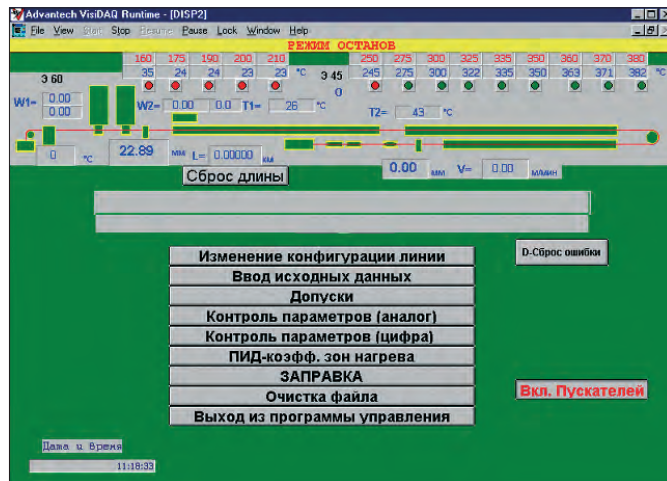 Advantech VisiDAQ Runtime - [DISP2]
File View Start Stop Resume Pause Lock Window Help
РЕЖИМ ОСТАНОВ
160 175 190 200 210 250 275 300 325 335 350 360 370 380
Э 60 35 24 24 23 23 °C Э 45 245 275 300 322 335 350 363 371 382 °C
0
W1= 0.00 W2= 0.00 0.0 T1= 26 °C T2= 43 °C
0.00
0 °C 22.89 мм L= 0.00000 км 0.00 мм V= 0.00 м/мин
Сброс длины
D-Сброс ошибки
Изменение конфигурации линии
Ввод исходных данных
Допуски
Контроль параметров (аналог)
Контроль параметров (цифра)
ПИД-коэфф. зон нагрева
ЗАПРАВКА
Вкл. Пускателей
Очистка файла
Выход из программы управления
Дата и Время
11:18:33